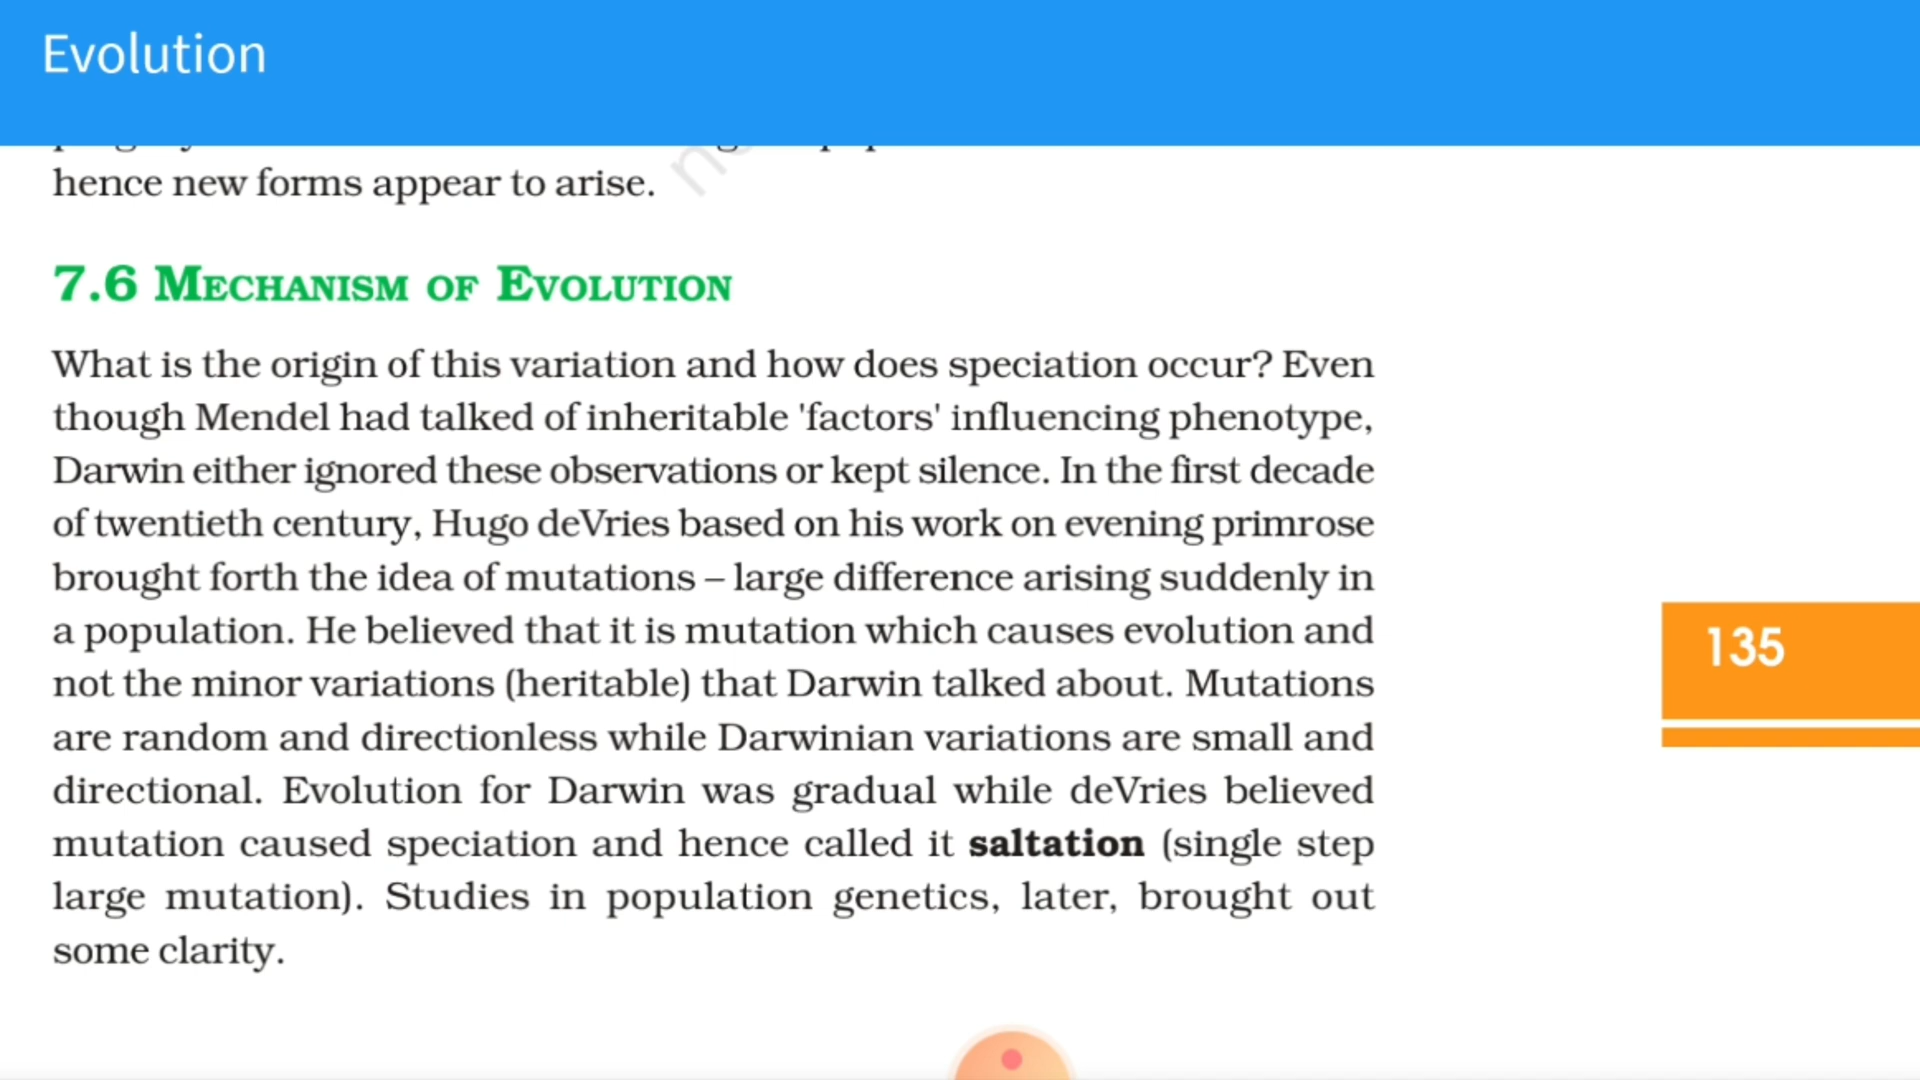 Evolution
hence new forms appear to arise.
7.6 MECHANISM OF EVOLUTION
What is the origin of this variation and how does speciation occur? Even
though Mendel had talked of inheritable 'factors' influencing phenotype,
Darwin either ignored these observations or kept silence. In the first decade
of twentieth century, Hugo deVries based on his work on evening primrose
brought forth the idea of mutations – large difference arising suddenly in
a population. He believed that it is mutation which causes evolution and
not the minor variations (heritable) that Darwin talked about. Mutations
are random and directionless while Darwinian variations are small and
directional. Evolution for Darwin was gradual while deVries believed
mutation caused speciation and hence called it saltation (single step
large mutation). Studies in population genetics, later, brought out
some clarity.
135